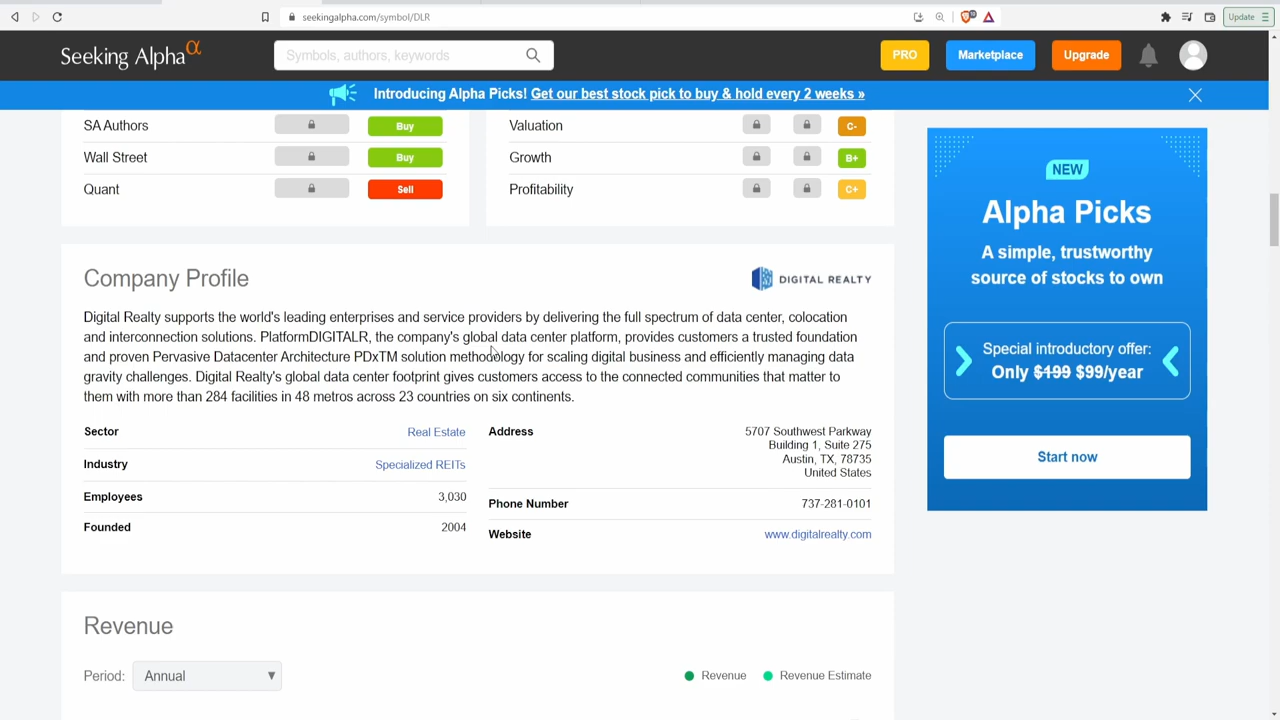 seekingalpha.com/symbol/DLR
Update
Seeking Alpha α
Symbols, authors, keywords
PRO
Marketplace
Upgrade
Introducing Alpha Picks! Get our best stock pick to buy & hold every 2 weeks »
SA Authors Buy
Wall Street Buy
Quant Sell
Valuation C-
Growth B+
Profitability C+
Company Profile
DIGITAL REALTY
Digital Realty supports the world's leading enterprises and service providers by delivering the full spectrum of data center, colocation
and interconnection solutions. PlatformDIGITALR, the company's global data center platform, provides customers a trusted foundation
and proven Pervasive Datacenter Architecture PDxTM solution methodology for scaling digital business and efficiently managing data
gravity challenges. Digital Realty's global data center footprint gives customers access to the connected communities that matter to
them with more than 284 facilities in 48 metros across 23 countries on six continents.
Sector Real Estate
Industry Specialized REITs
Employees 3,030
Founded 2004
Address 5707 Southwest Parkway
Building 1, Suite 275
Austin, TX, 78735
United States
Phone Number 737-281-0101
Website www.digitalrealty.com
Revenue
Period: Annual
Revenue Revenue Estimate
NEW
Alpha Picks
A simple, trustworthy
source of stocks to own
Special introductory offer:
Only $199 $99/year
Start now